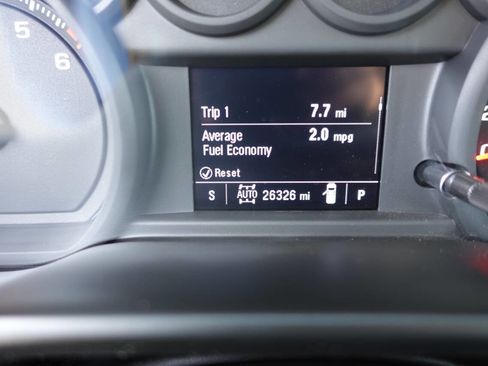 5
6
Trip 1 7.7 mi
Average 2.0 mpg
Fuel Economy
Reset
S AUTO 26326 mi P